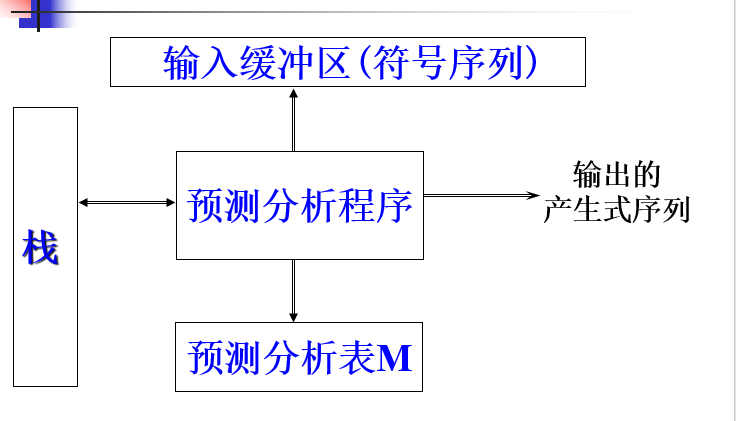 输入缓冲区(符号序列)
栈
预测分析程序
输出的
产生式序列
预测分析表M